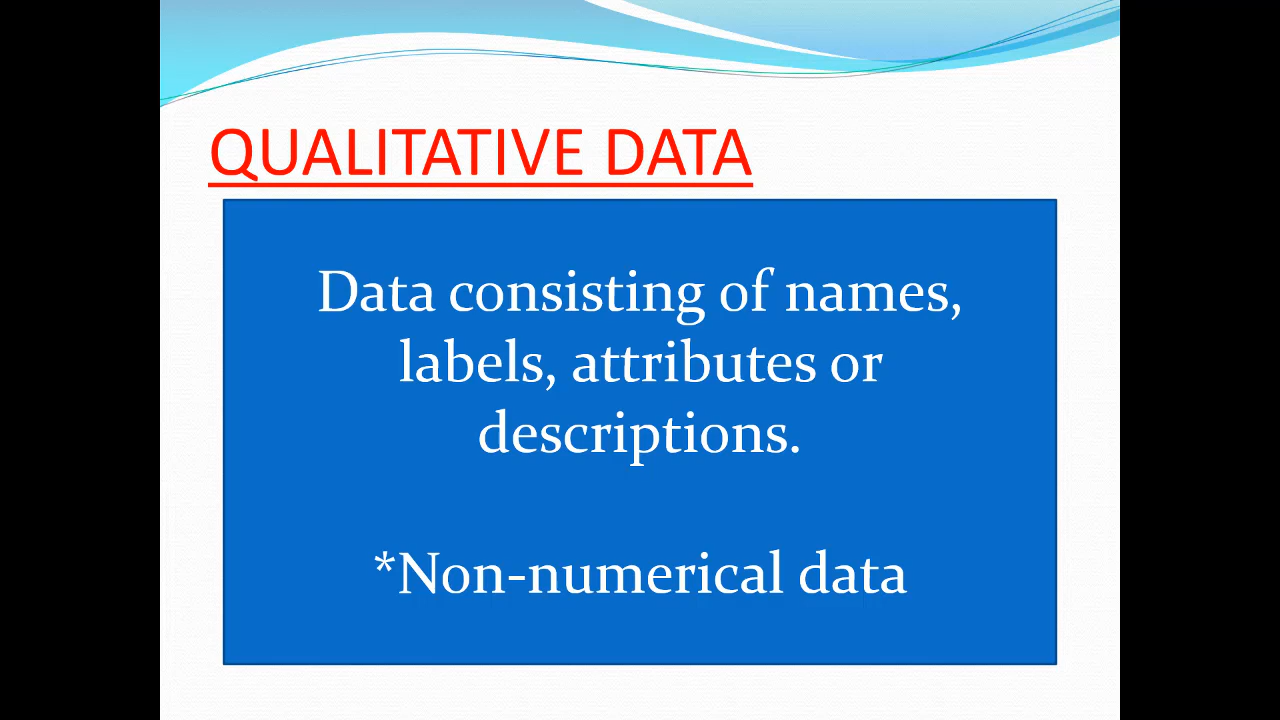 QUALITATIVE DATA
Data consisting of names,
labels, attributes or
descriptions.
*Non-numerical data